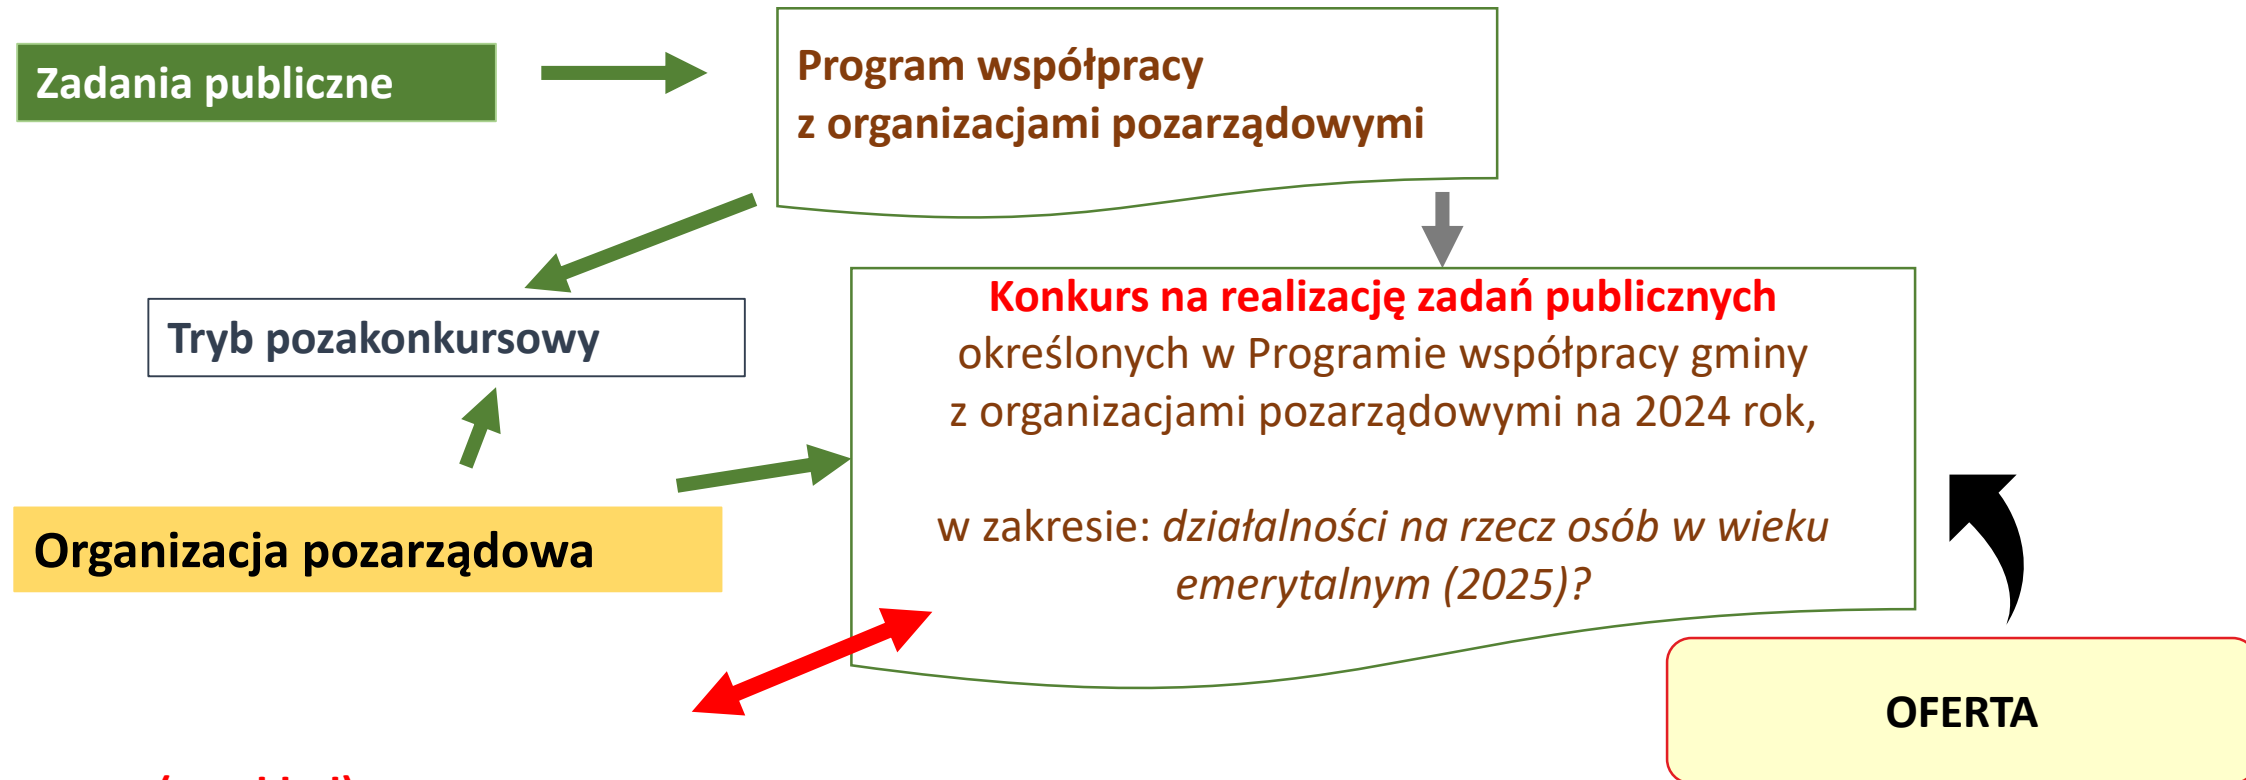 Zadania publiczne
Program współpracy
z organizacjami pozarządowymi
Tryb pozakonkursowy
Konkurs na realizację zadań publicznych
określonych w Programie współpracy gminy
z organizacjami pozarządowymi na 2024 rok,
w zakresie: działalności na rzecz osób w wieku
emerytalnym (2025)?
Organizacja pozarządowa
OFERTA